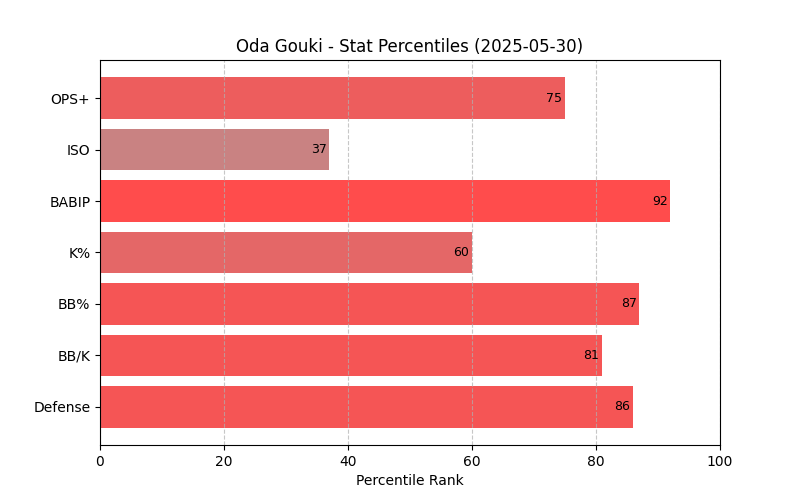 Oda Gouki - Stat Percentiles (2025-05-30)
OPS+
75
ISO
37
BABIP
92
K%
60
BB%
87
BB/K
81
Defense
86
0 20 40 60 80 100
Percentile Rank